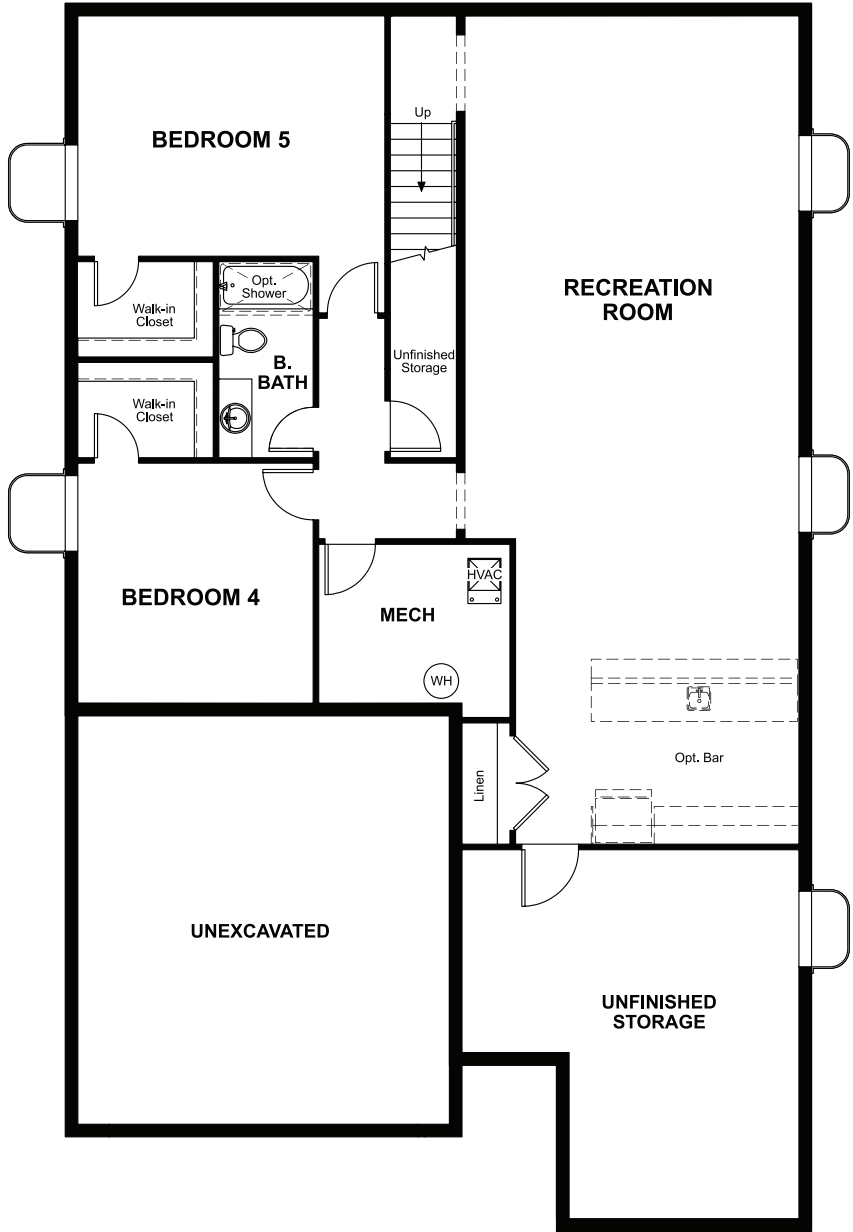 Up
BEDROOM 5
Opt.
Shower
RECREATION
ROOM
Walk-in
Closet
Unfinished
Storage
B.
BATH
Walk-in
Closet
HVAC
BEDROOM 4
MECH
WH
Opt. Bar
Linen
UNEXCAVATED
UNFINISHED
STORAGE